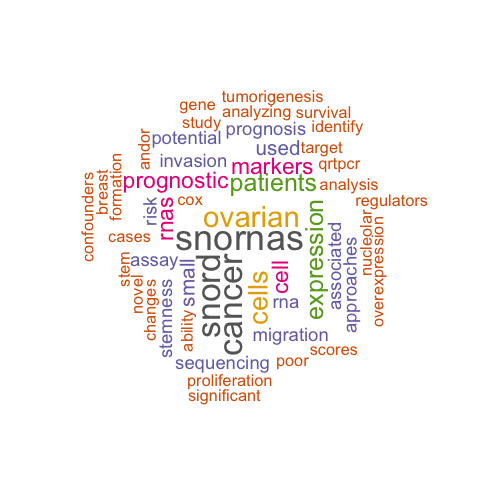 tumorigenesis
gene
analyzing
survival
study
prognosis
identify
potential
andor
used
target
invasion
markers
qrtpcr
formation
breast
confounders
prognostic
patients
analysis
risk
rnas
cox
ovarian
expression
regulators
snornas
cases
associated
approaches
nucleolar
overexpression
stem
assay
small
snord
cancer
cells
cell
rna
novel
changes
stemness
ability
migration
scores
sequencing
poor
proliferation
significant